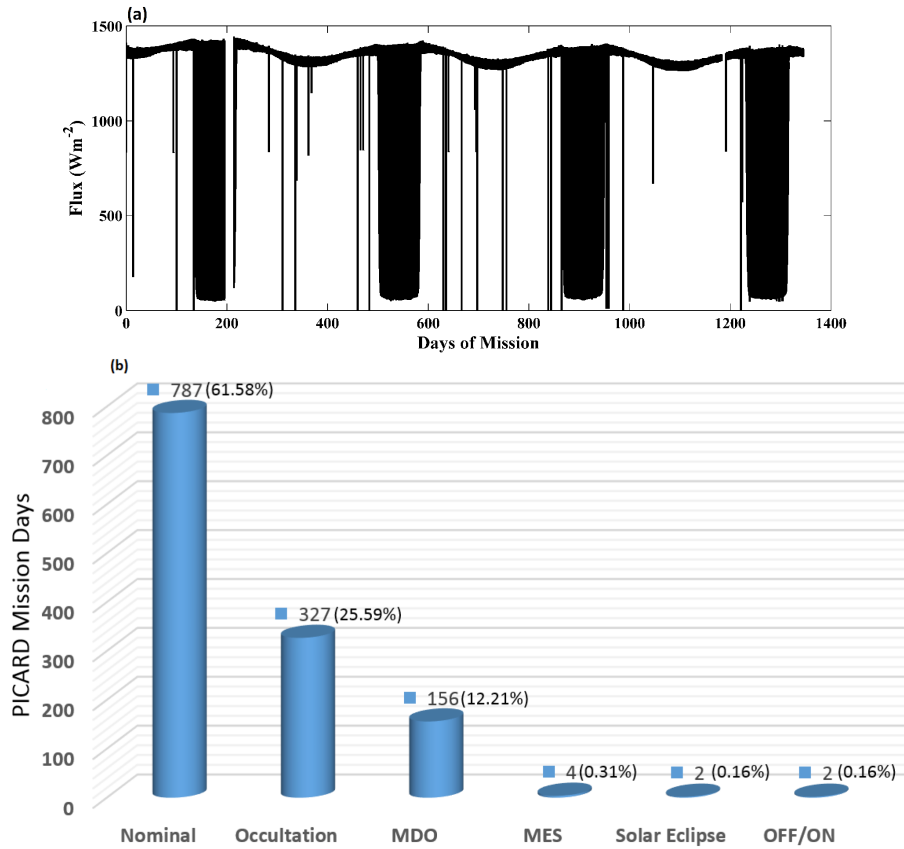 (a)
1500
1000
500
0
Flux (Wm-2)
0 200 400 600 800 1000 1200 1400
Days of Mission
(b)
787 (61.58%)
327 (25.59%)
156 (12.21%)
4 (0.31%)
2 (0.16%)
2 (0.16%)
800
700
600
500
400
300
200
100
0
PICARD Mission Days
Nominal Occultation MDO MES Solar Eclipse OFF/ON